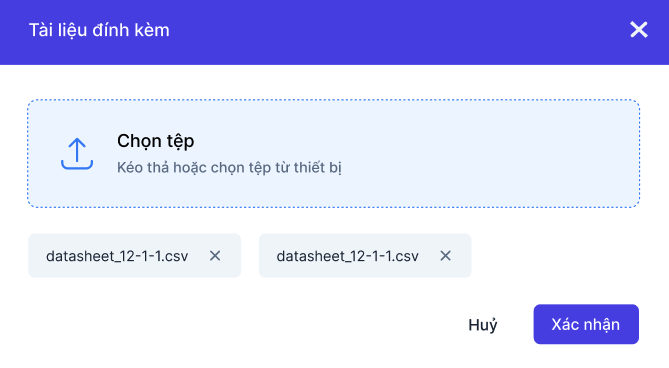 Tài liệu đính kèm
Chọn tệp
Kéo thả hoặc chọn tệp từ thiết bị
datasheet_12-1-1.csv
datasheet_12-1-1.csv
Huỷ
Xác nhận